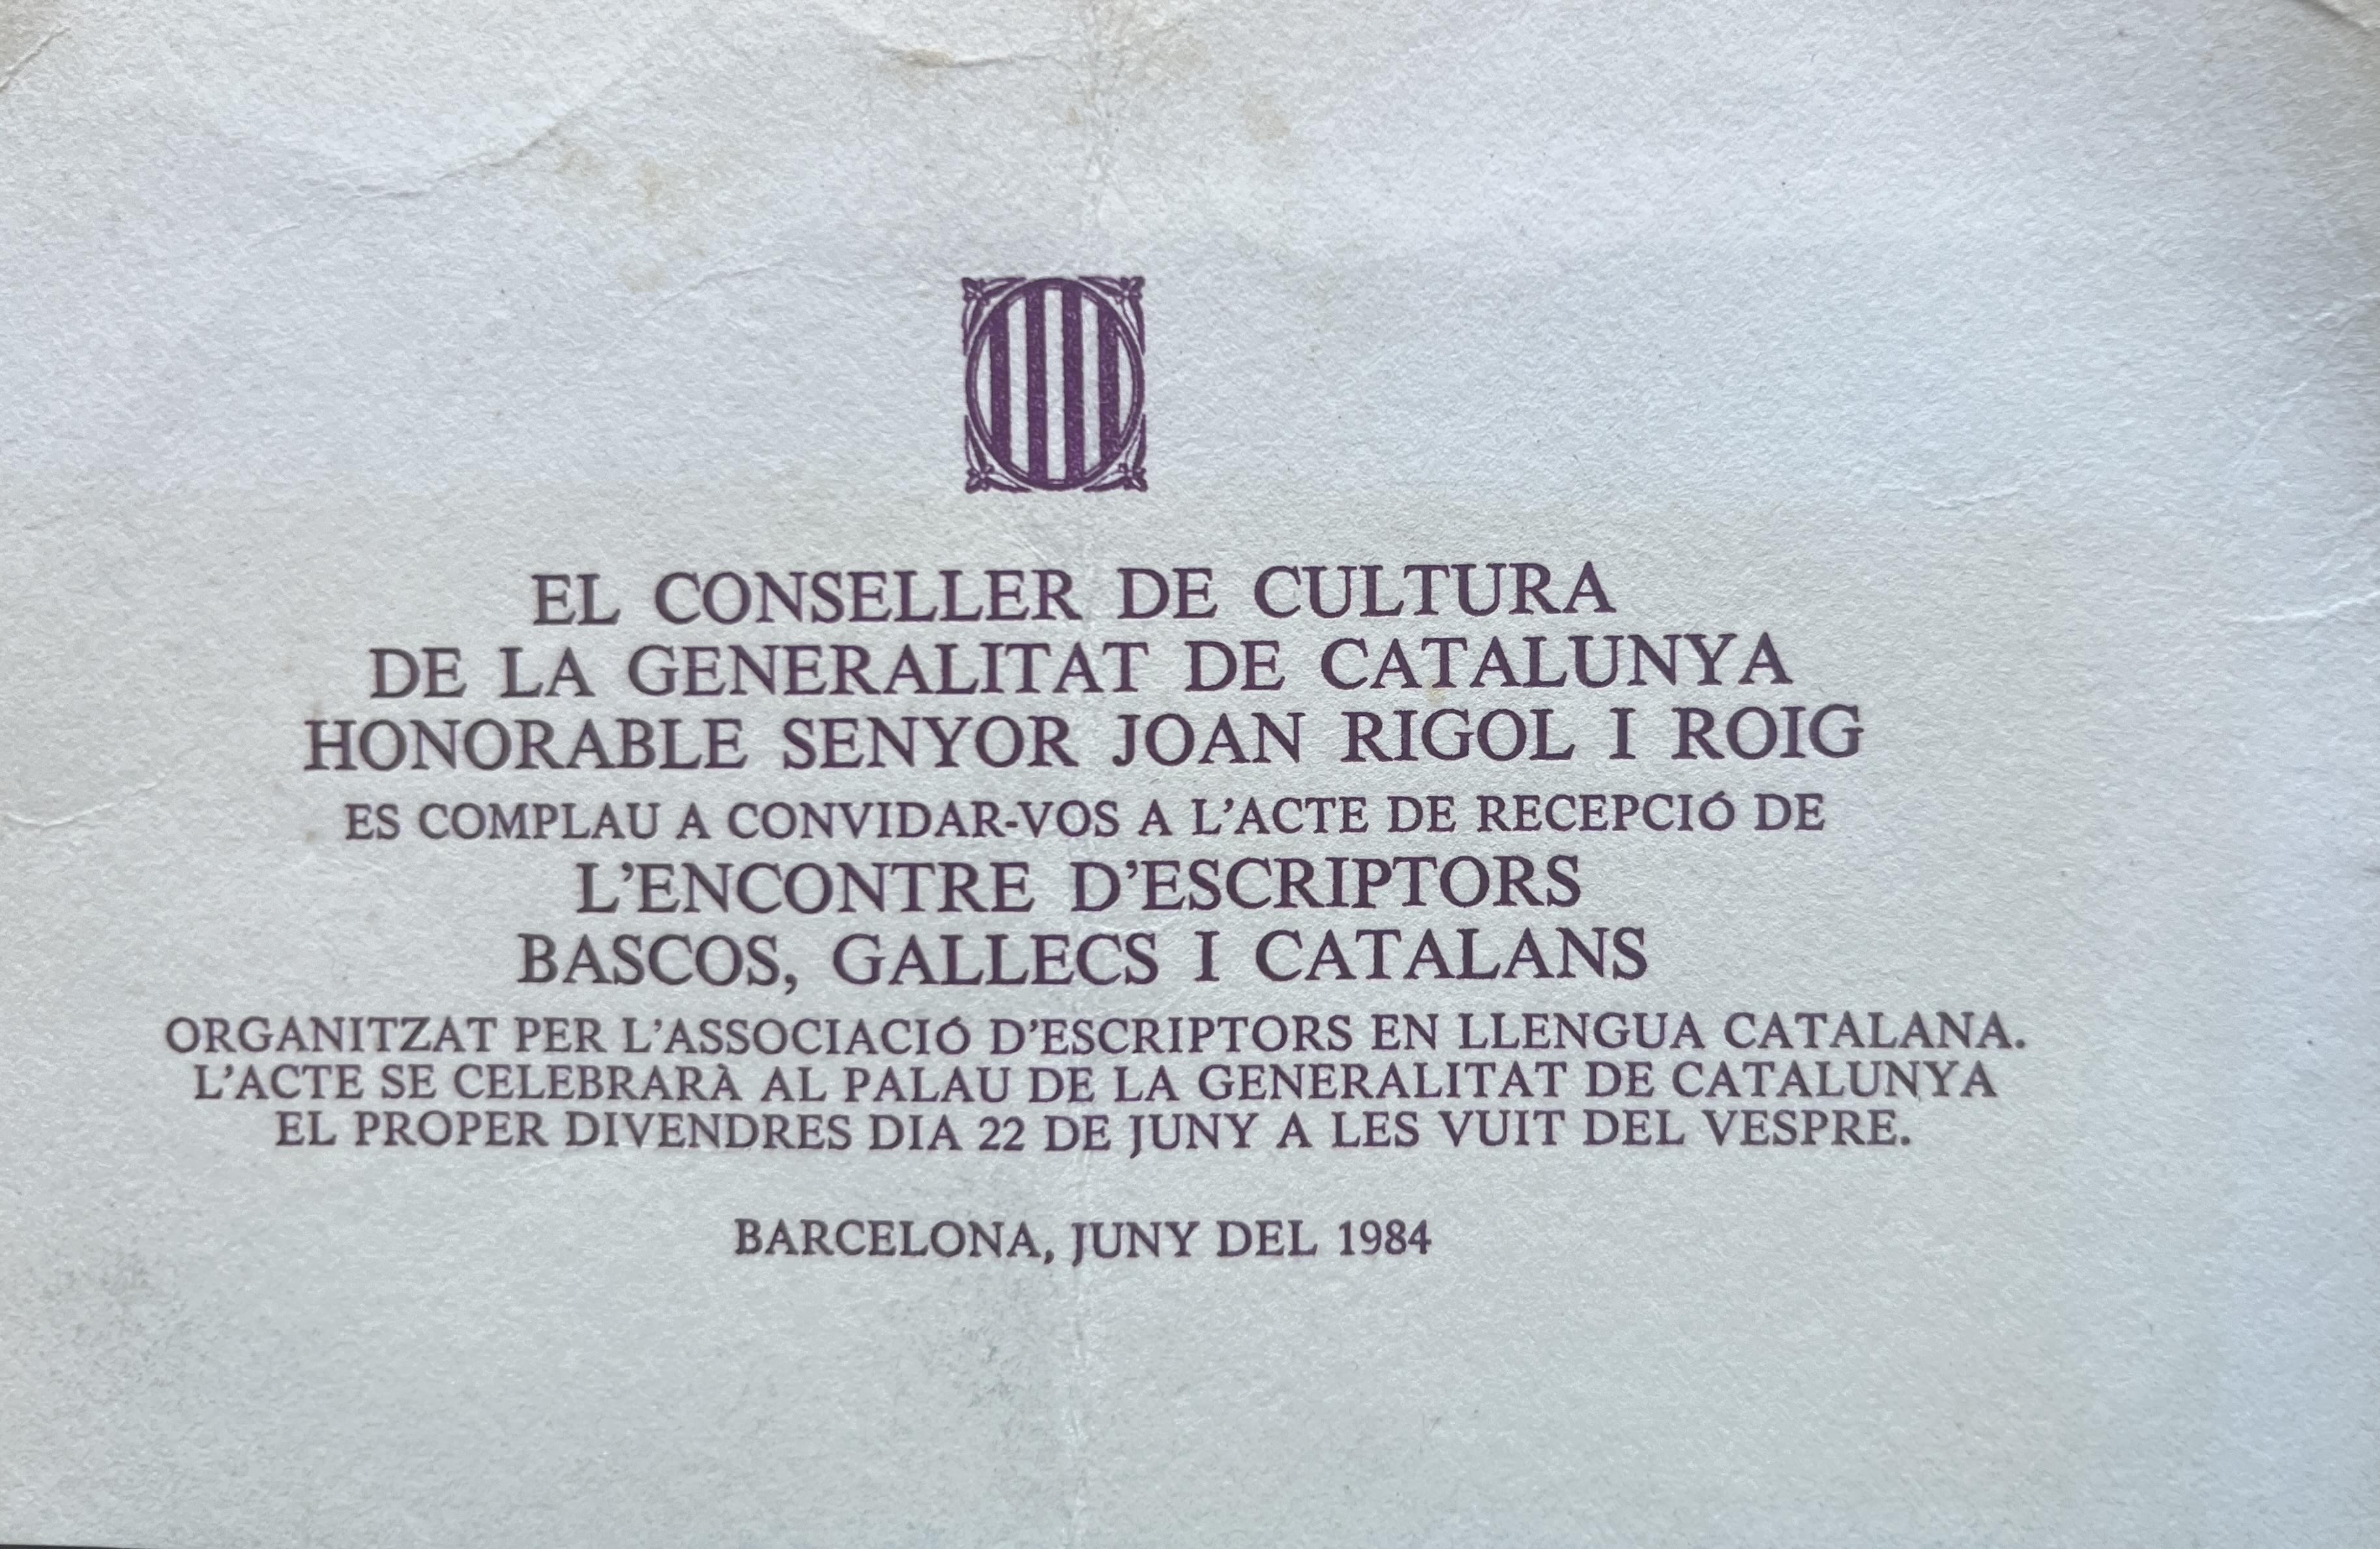 EL CONSELLER DE CULTURA
DE LA GENERALITAT DE CATALUNYA
HONORABLE SENYOR JOAN RIGOL I ROIG
ES COMPLAU A CONVIDAR-VOS A L'ACTE DE RECEPCIÓ DE
L'ENCONTRE D'ESCRIPTORS
BASCOS, GALLECS I CATALANS
ORGANITZAT PER L'ASSOCIACIÓ D'ESCRIPTORS EN LLENGUA CATALANA.
L'ACTE SE CELEBRARÀ AL PALAU DE LA GENERALITAT DE CATALUNYA
EL PROPER DIVENDRES DIA 22 DE JUNY A LES VUIT DEL VESPRE.
BARCELONA, JUNY DEL 1984